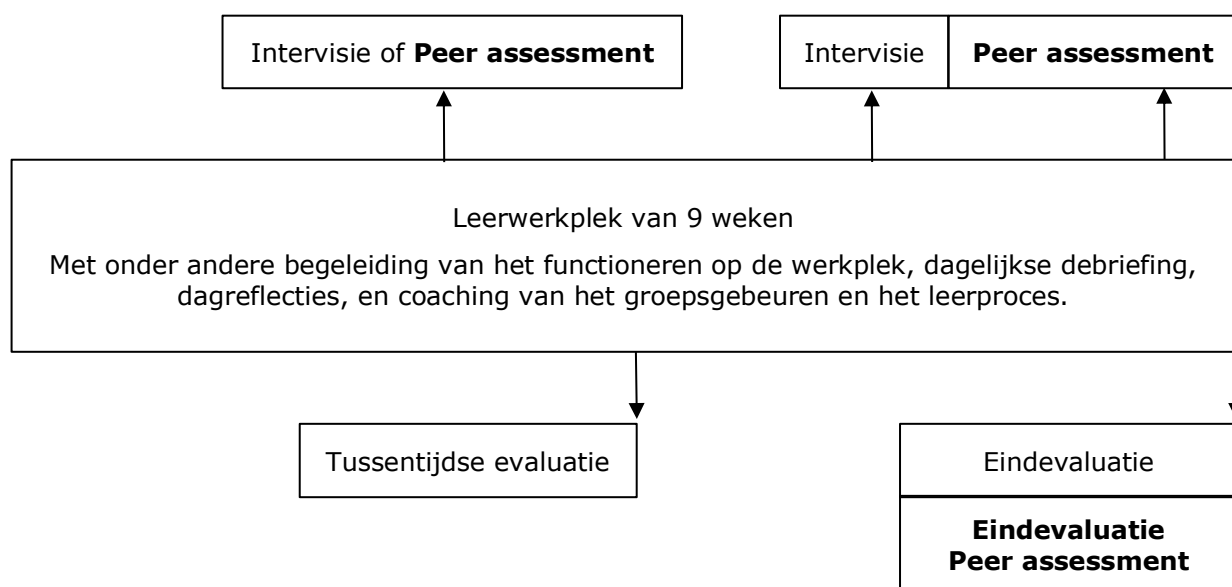 Intervisie of Peer assessment
Intervisie
Peer assessment
Leerwerkplek van 9 weken
Met onder andere begeleiding van het functioneren op de werkplek, dagelijkse debriefing,
dagreflecties, en coaching van het groepsgebeuren en het leerproces.
Tussentijdse evaluatie
Eindevaluatie
Eindevaluatie
Peer assessment